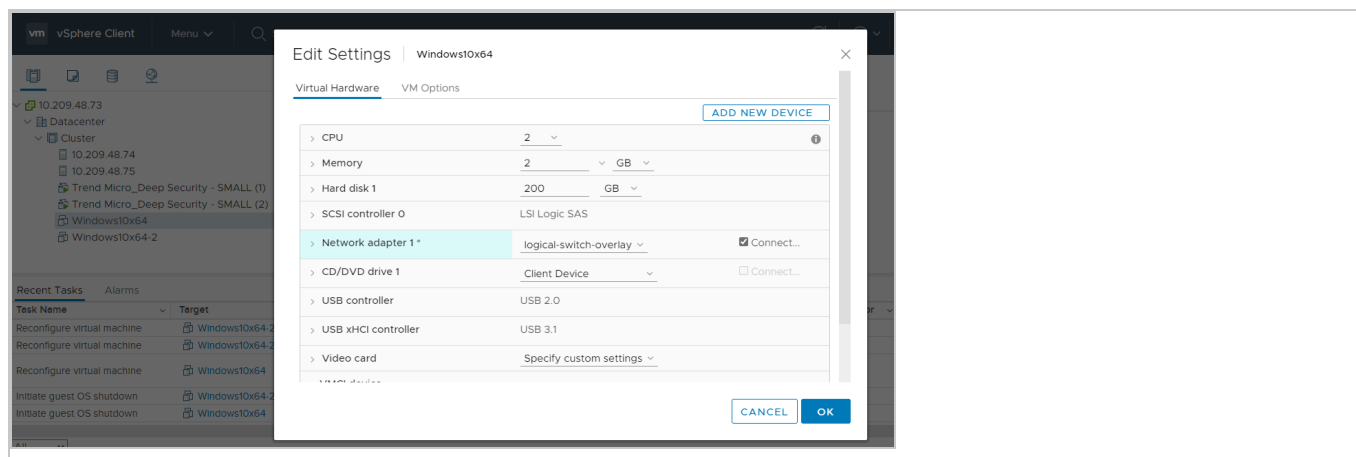 vm vSphere Client Menu
Edit Settings Windows10x64
Virtual Hardware VM Options
ADD NEW DEVICE
10.209.48.73
Datacenter
Cluster
10.209.48.74
10.209.48.75
Trend Micro_Deep Security - SMALL (1)
Trend Micro_Deep Security - SMALL (2)
Windows10x64
Windows10x64-2
CPU 2
Memory 2 GB
Hard disk 1 200 GB
SCSI controller 0 LSI Logic SAS
Network adapter 1 * logical-switch-overlay Connect...
CD/DVD drive 1 Client Device Connect...
USB controller USB 2.0
USB xHCI controller USB 3.1
Video card Specify custom settings
Recent Tasks Alarms
Task Name Target
Reconfigure virtual machine Windows10x64-2
Reconfigure virtual machine Windows10x64-2
Reconfigure virtual machine Windows10x64
Initiate guest OS shutdown Windows10x64-2
Initiate guest OS shutdown Windows10x64
CANCEL OK